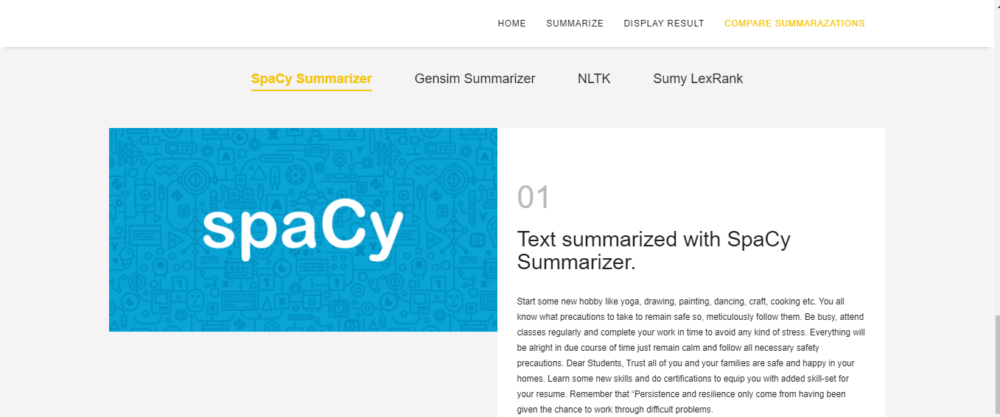 HOME SUMMARIZE DISPLAY RESULT COMPARE SUMMARAZATIONS
SpaCy Summarizer Gensim Summarizer NLTK Sumy LexRank
spaCy
01
Text summarized with SpaCy
Summarizer.
Start some new hobby like yoga, drawing, painting, dancing, craft, cooking etc. You all
know what precautions to take to remain safe so, meticulously follow them. Be busy, attend
classes regularly and complete your work in time to avoid any kind of stress. Everything will
be alright in due course of time just remain calm and follow all necessary safety
precautions. Dear Students, Trust all of you and your families are safe and happy in your
homes. Learn some new skills and do certifications to equip you with added skill-set for
your resume. Remember that “Persistence and resilience only come from having been
given the chance to work through difficult problems.